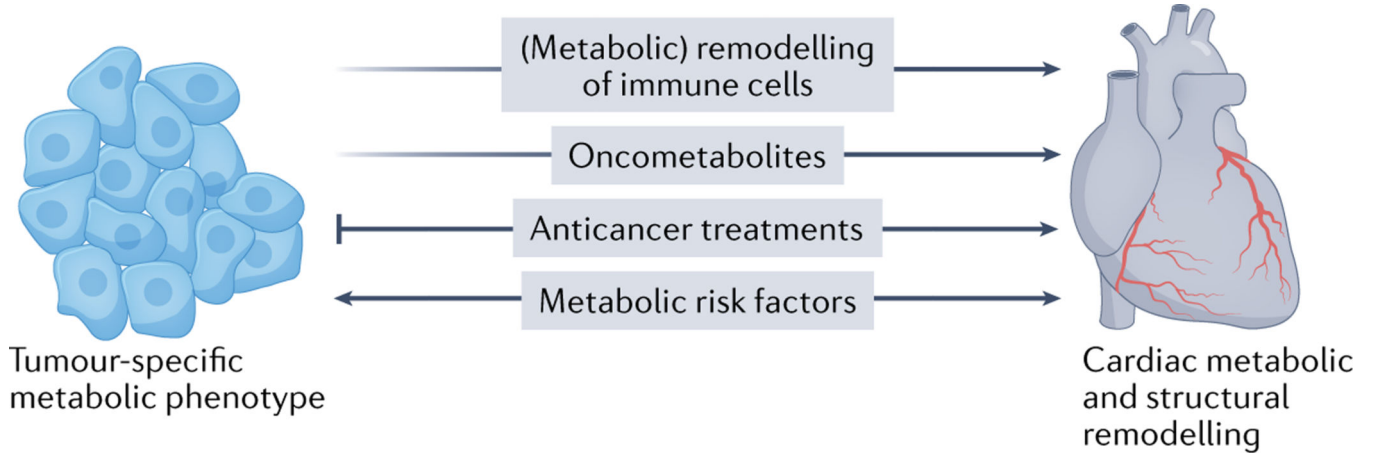 (Metabolic) remodelling
of immune cells
Oncometabolites
Anticancer treatments
Metabolic risk factors
Tumour-specific
metabolic phenotype
Cardiac metabolic
and structural
remodelling